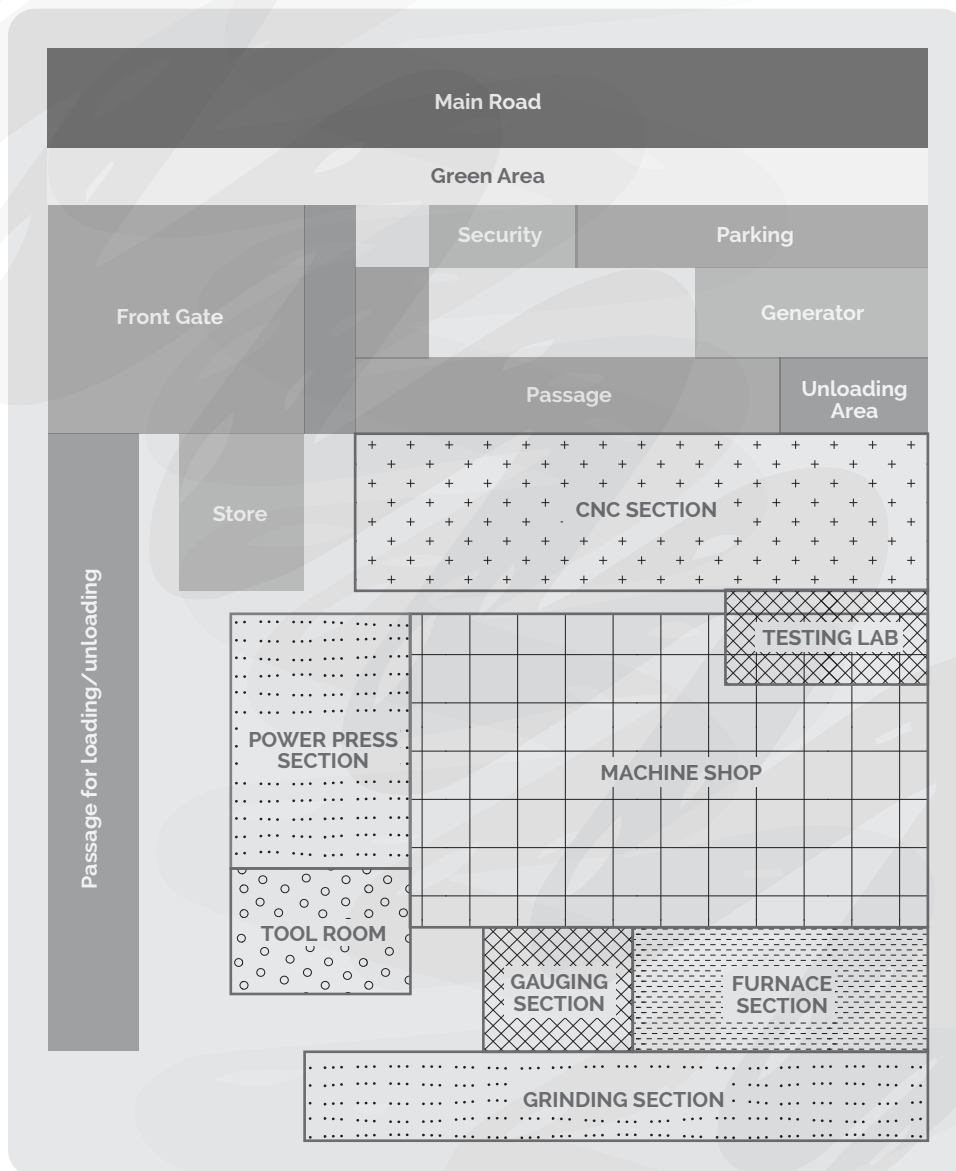 Main Road
Green Area
Security
Parking
Front Gate
Generator
Passage
Unloading
Area
Store
CNC SECTION
TESTING LAB
Passage for loading/unloading
POWER PRESS
SECTION
MACHINE SHOP
TOOL ROOM
GAUGING
SECTION
FURNACE
SECTION
GRINDING SECTION